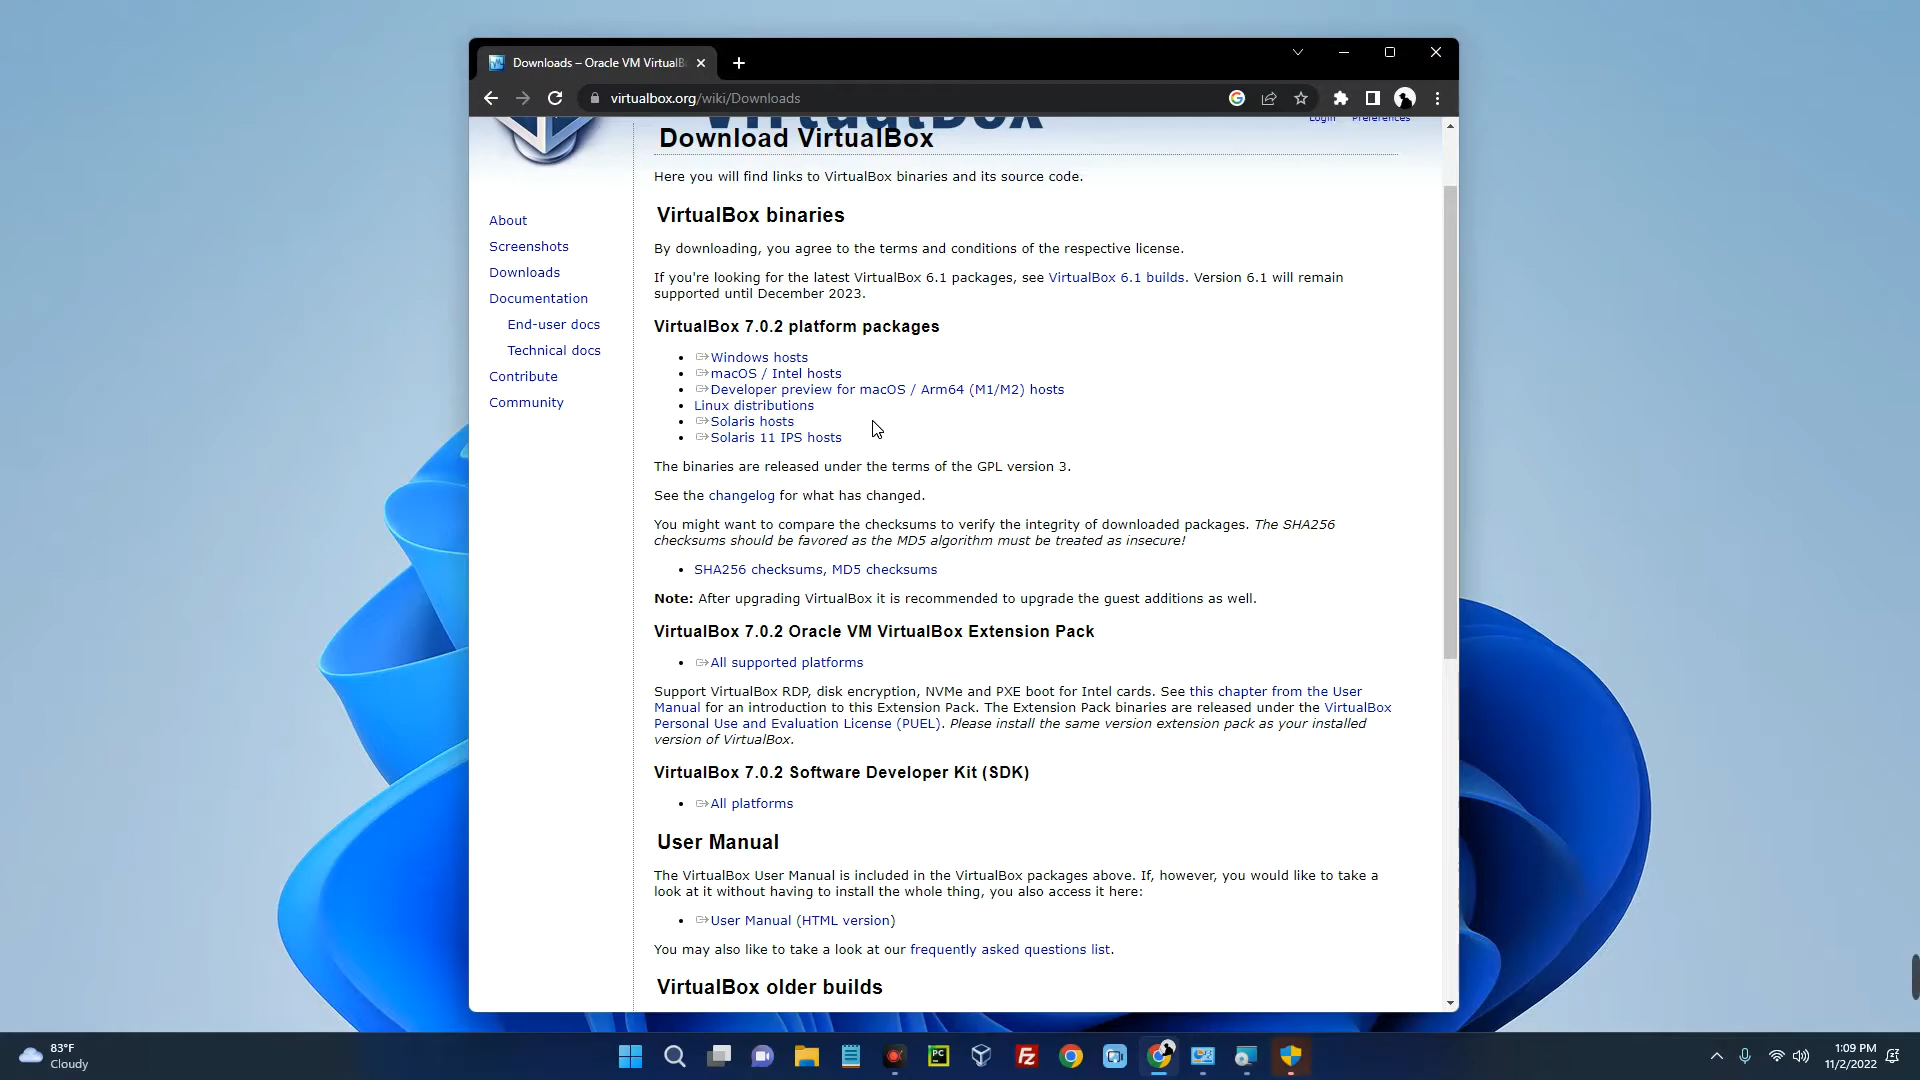 Downloads – Oracle VM VirtualB
virtualbox.org/wiki/Downloads
VirtualBox
Login Preferences
Download VirtualBox
Here you will find links to VirtualBox binaries and its source code.
About
Screenshots
Downloads
Documentation
End-user docs
Technical docs
Contribute
Community
VirtualBox binaries
By downloading, you agree to the terms and conditions of the respective license.
If you're looking for the latest VirtualBox 6.1 packages, see VirtualBox 6.1 builds. Version 6.1 will remain
supported until December 2023.
VirtualBox 7.0.2 platform packages
• Windows hosts
• macOS / Intel hosts
• Developer preview for macOS / Arm64 (M1/M2) hosts
• Linux distributions
• Solaris hosts
• Solaris 11 IPS hosts
The binaries are released under the terms of the GPL version 3.
See the changelog for what has changed.
You might want to compare the checksums to verify the integrity of downloaded packages. The SHA256
checksums should be favored as the MD5 algorithm must be treated as insecure!
• SHA256 checksums, MD5 checksums
Note: After upgrading VirtualBox it is recommended to upgrade the guest additions as well.
VirtualBox 7.0.2 Oracle VM VirtualBox Extension Pack
• All supported platforms
Support VirtualBox RDP, disk encryption, NVMe and PXE boot for Intel cards. See this chapter from the User
Manual for an introduction to this Extension Pack. The Extension Pack binaries are released under the VirtualBox
Personal Use and Evaluation License (PUEL). Please install the same version extension pack as your installed
version of VirtualBox.
VirtualBox 7.0.2 Software Developer Kit (SDK)
• All platforms
User Manual
The VirtualBox User Manual is included in the VirtualBox packages above. If, however, you would like to take a
look at it without having to install the whole thing, you also access it here:
• User Manual (HTML version)
You may also like to take a look at our frequently asked questions list.
VirtualBox older builds
83°F
Cloudy
PC
Fz
1:09 PM
11/2/2022